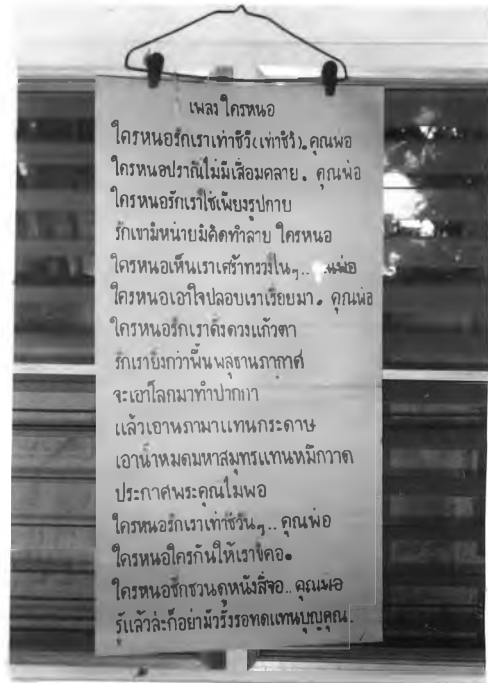 เพลง ใครหนอ
ใครหนอรักเราเท่าชีวี(เท่าชีวี). คุณพ่อ
ใครหนอปราณีไม่มีเสื่อมคลาย. คุณพ่อ
ใครหนอรักเราใช่เพียงรูปกาย
รักเขามิหน่ายมิคิดทำลาย ใครหนอ
ใครหนอเห็นเราเศร้าทรวงในๆ..
ใครหนอเอาใจปลอบเราเรื่อยมา. คุณพ่อ
ใครหนอรักเราดั่งดวงแก้วตา
รักเรายิ่งกว่าพื้นพสุธานภากาศ
จะเอาโลกมาทำปากกา
แล้วเอานภามาแทนกระดาษ
เอาน้ำหมดมหาสมุทรแทนหมึกวาด
ประกาศพระคุณไม่พอ
ใครหนอรักเราเท่าชีวันๆ.. คุณพ่อ
ใครหนอใครกันให้เราขี่คอ.
ใครหนอชักชวนดูหนังสี่จอ.. คุณพ่อ
รู้แล้วล่ะก็อย่ามัวรั้งรอทดแทนบุญคุณ.